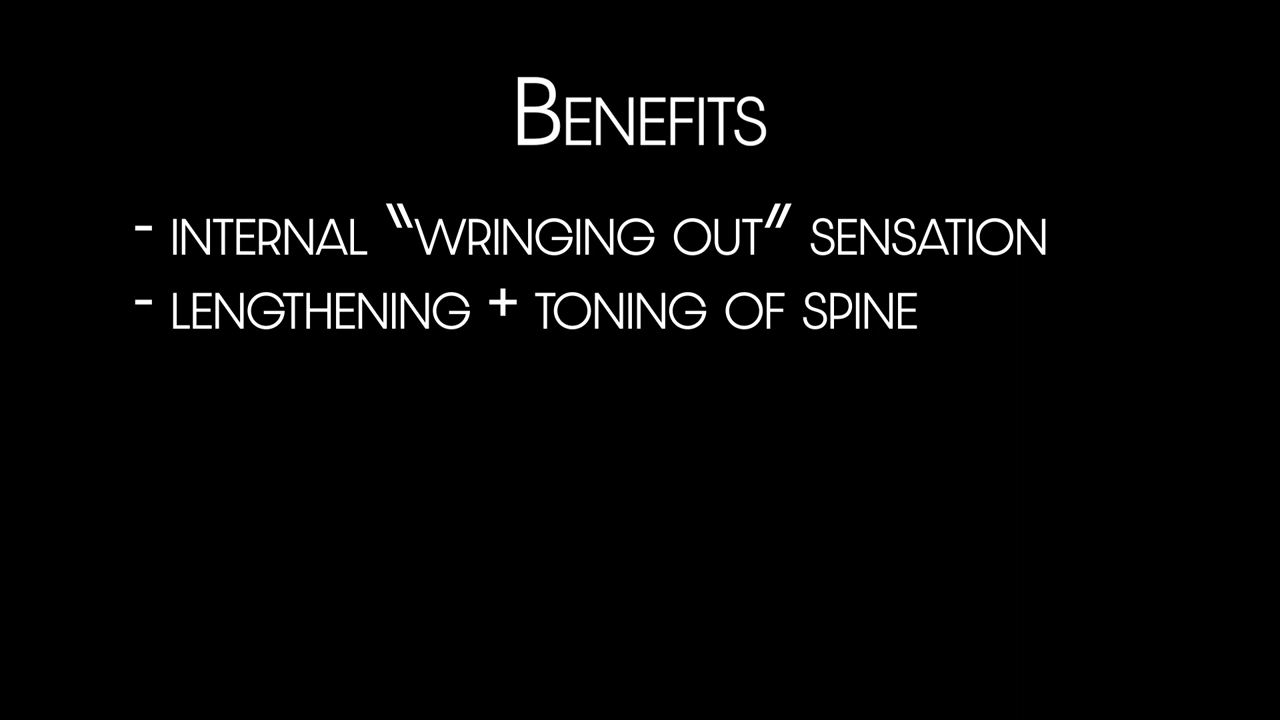 Benefits
- internal “wringing out” sensation
- lengthening + toning of spine